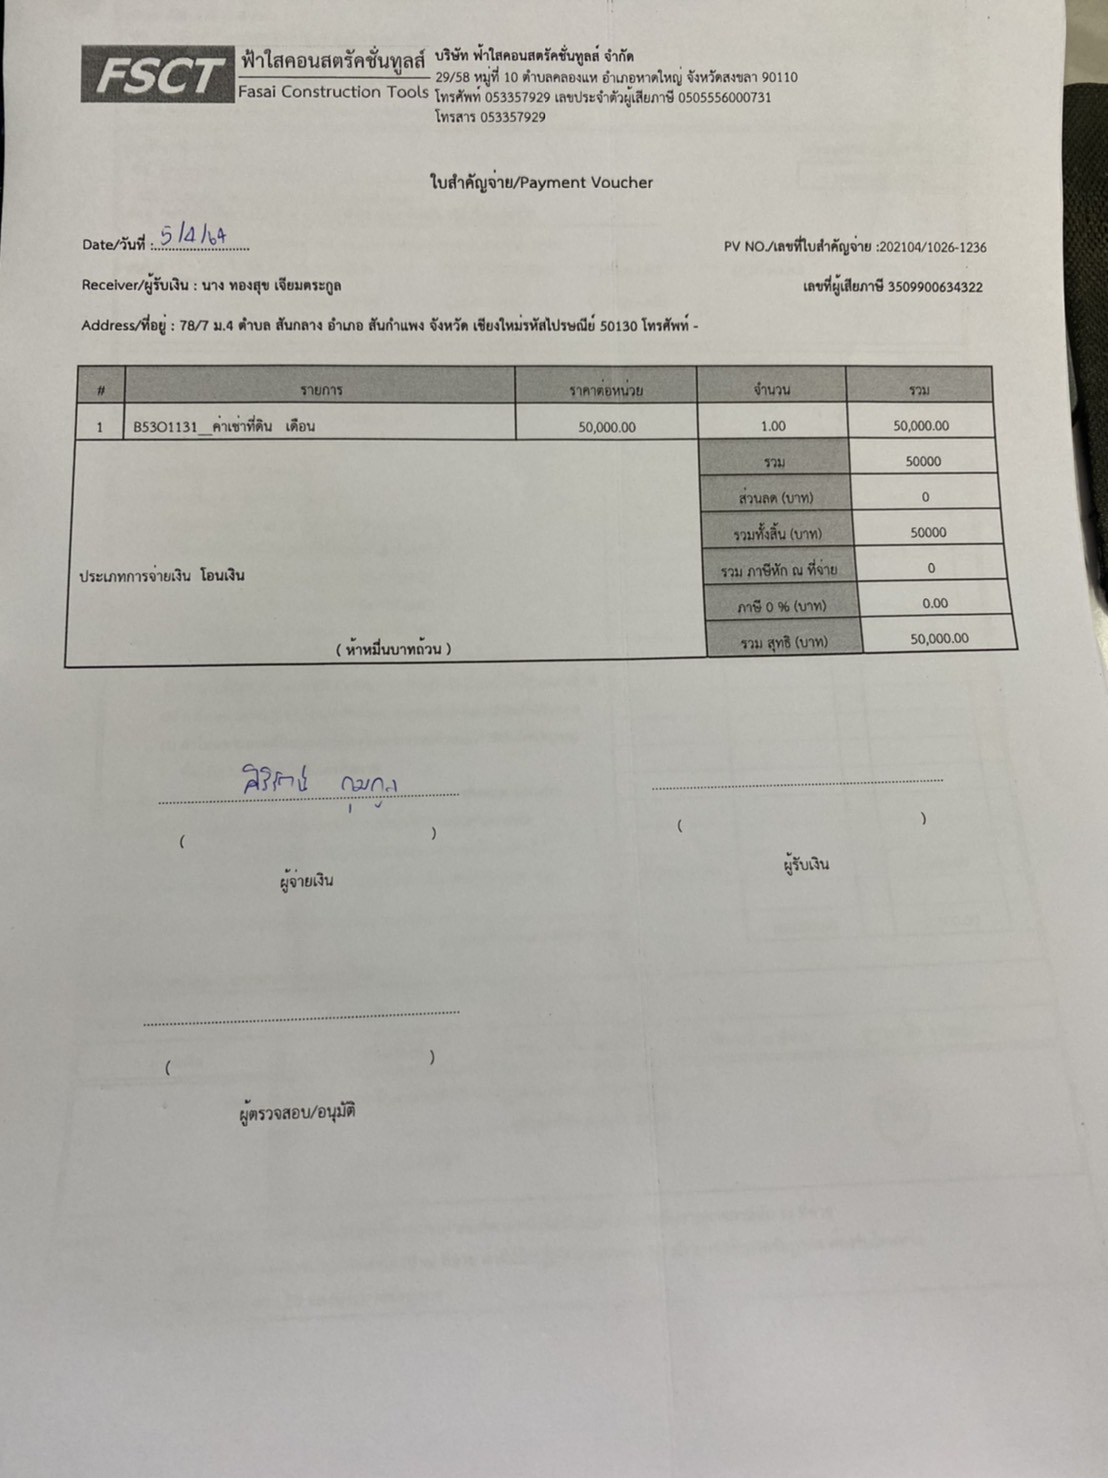 FSCT ฟ้าใสคอนสตรัคชั่นทูลส์
Fasai Construction Tools
บริษัท ฟ้าใสคอนสตรัคชั่นทูลส์ จำกัด
29/58 หมู่ที่ 10 ตำบลคลองแห อำเภอหาดใหญ่ จังหวัดสงขลา 90110
โทรศัพท์ 053357929 เลขประจำตัวผู้เสียภาษี 0505556000731
โทรสาร 053357929
ใบสำคัญจ่าย/Payment Voucher
Date/วันที่ : 5/4/64
PV NO./เลขที่ใบสำคัญจ่าย :202104/1026-1236
Receiver/ผู้รับเงิน : นาง ทองสุข เจียมตระกูล
เลขที่ผู้เสียภาษี 3509900634322
Address/ที่อยู่ : 78/7 ม.4 ตำบล สันกลาง อำเภอ สันกำแพง จังหวัด เชียงใหม่รหัสไปรษณีย์ 50130 โทรศัพท์ -
# รายการ ราคาต่อหน่วย จำนวน รวม
1 B53O1131__ค่าเช่าที่ดิน เดือน 50,000.00 1.00 50,000.00
รวม 50000
ส่วนลด (บาท) 0
รวมทั้งสิ้น (บาท) 50000
รวม ภาษีหัก ณ ที่จ่าย 0
ประเภทการจ่ายเงิน โอนเงิน
ภาษี 0 % (บาท) 0.00
( ห้าหมื่นบาทถ้วน )
รวม สุทธิ (บาท) 50,000.00
( )
( )
ผู้จ่ายเงิน
ผู้รับเงิน
( )
ผู้ตรวจสอบ/อนุมัติ